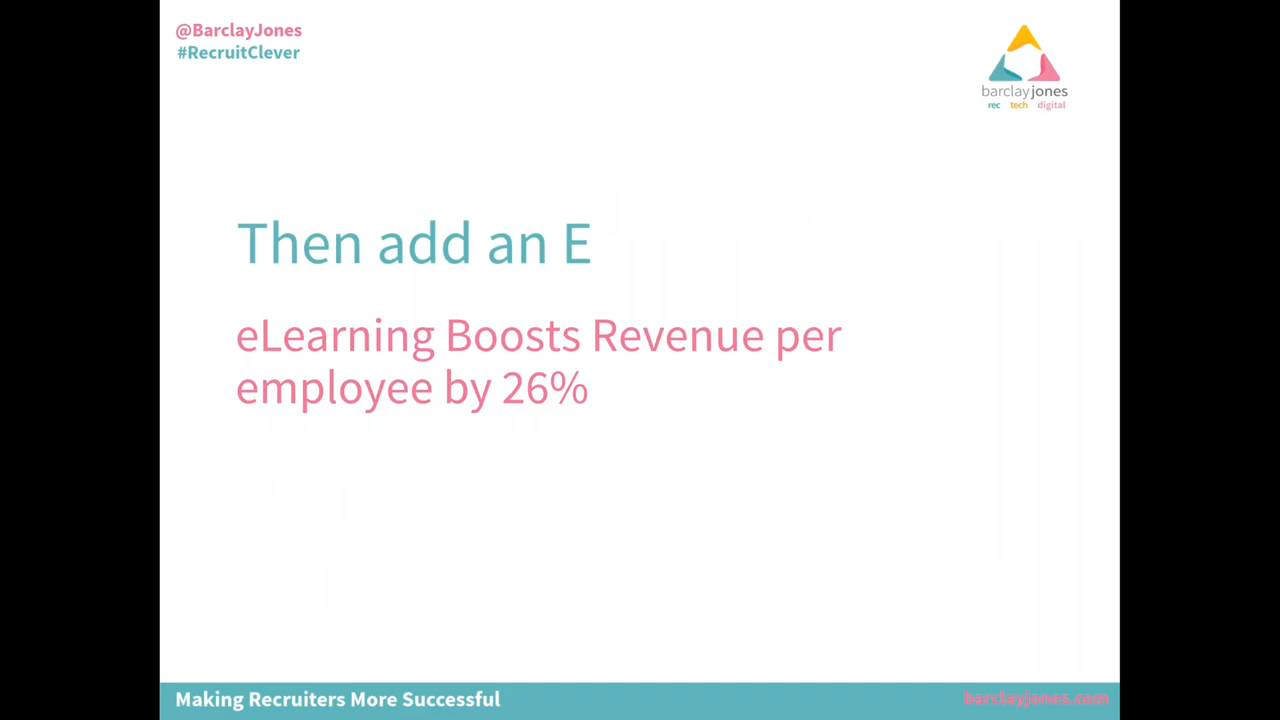 @BarclayJones
#RecruitClever
barclayjones
rec tech digital
Then add an E
eLearning Boosts Revenue per
employee by 26%
Making Recruiters More Successful
barclayjones.com